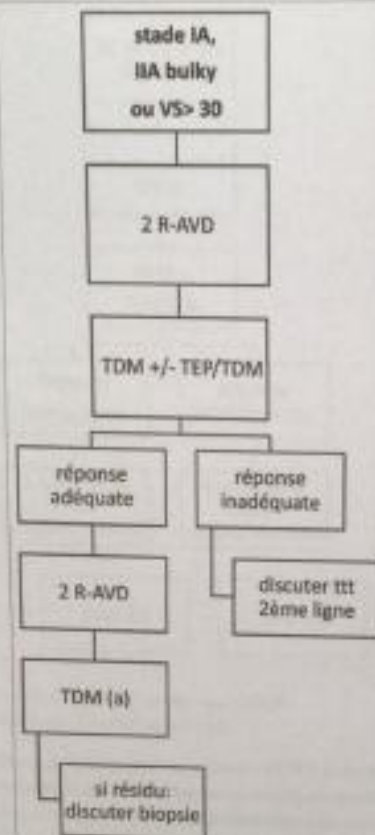 stade IA,
IIA bulky
ou VS> 30
2 R-AVD
TDM +/- TEP/TDM
réponse
adéquate
réponse
inadéquate
2 R-AVD
discuter ttt
2ème ligne
TDM (a)
si résidu:
discuter biopsie